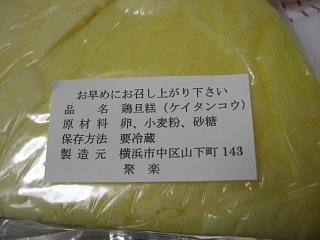 お早めにお召し上がり下さい
品　　名　鶏旦糕（ケイタンコウ）
原 材 料　卵、小麦粉、砂糖
保存方法　要冷蔵
製 造 元　横浜市中区山下町 143
聚　楽